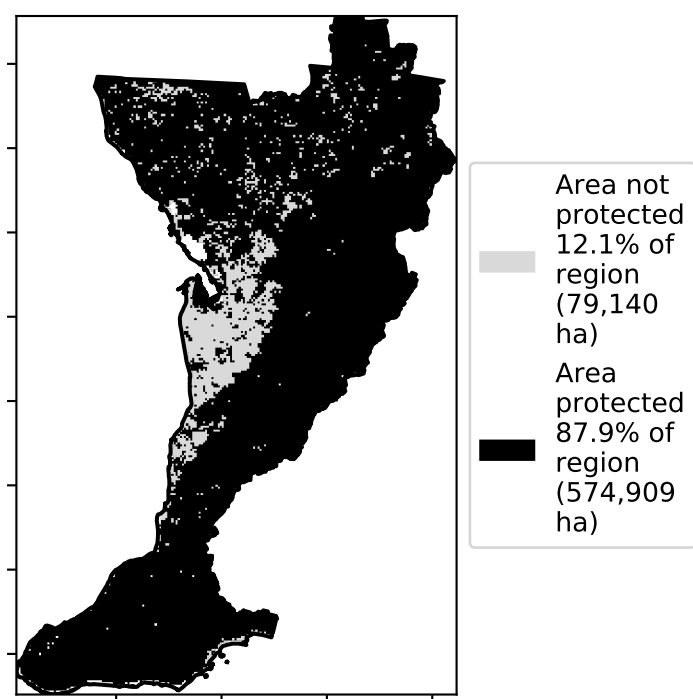 Area not
protected
12.1% of
region
(79,140
ha)
Area
protected
87.9% of
region
(574,909
ha)